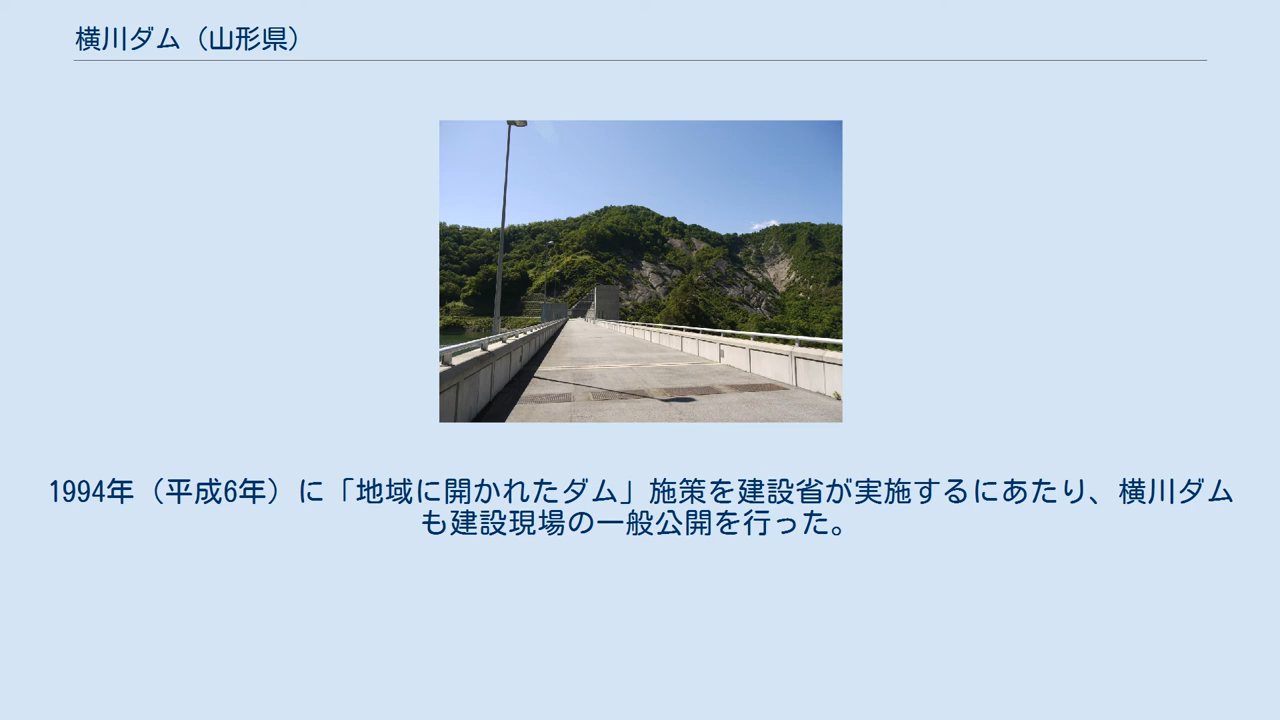 横川ダム（山形県）
1994年（平成6年）に「地域に開かれたダム」施策を建設省が実施するにあたり、横川ダム
も建設現場の一般公開を行った。